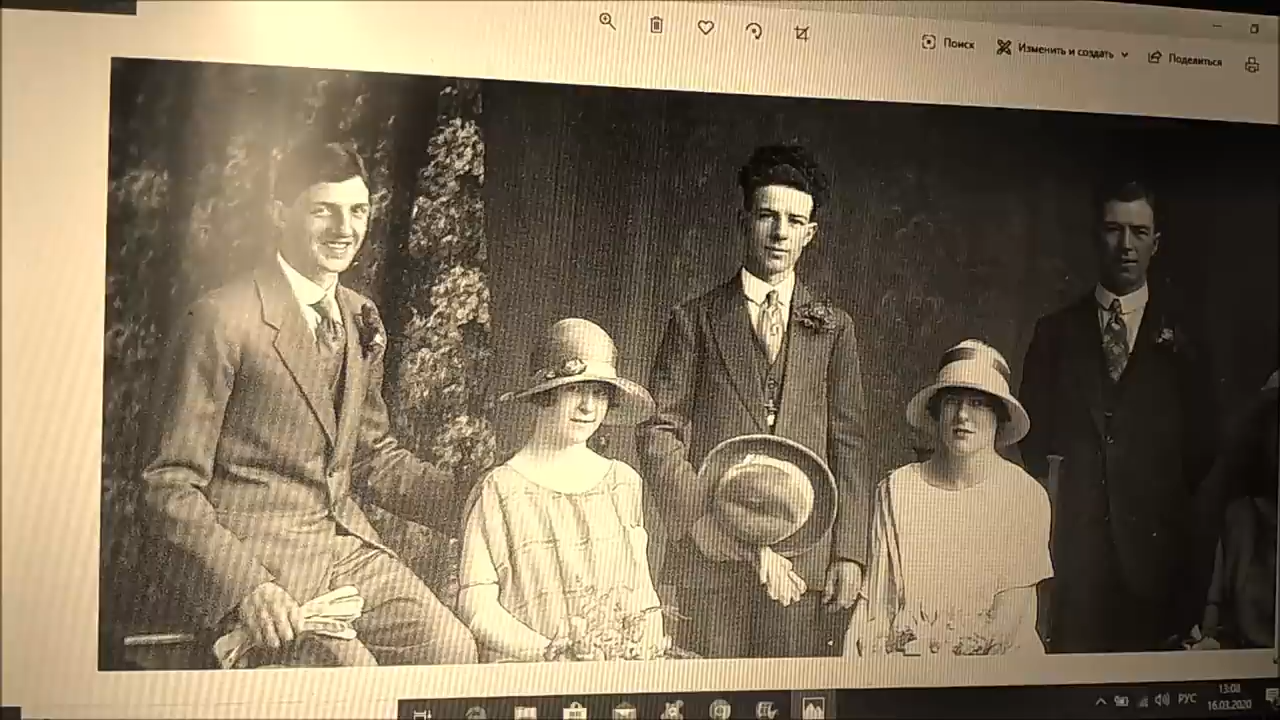 Поиск
Изменить и создать
Поделиться
РУС
13:08
16.03.2020